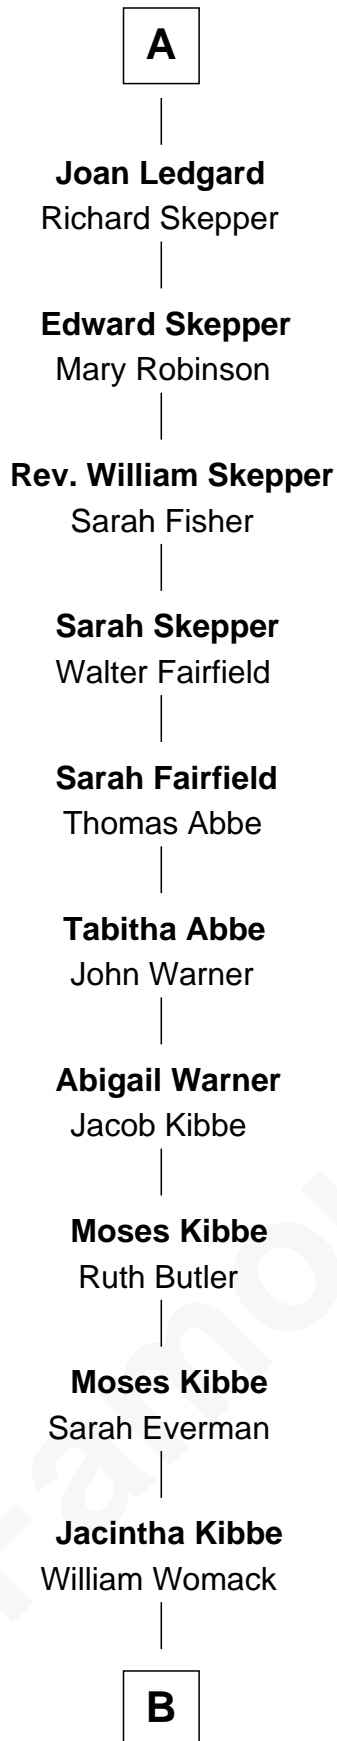 A
Joan Ledgard
Richard Skepper
Edward Skepper
Mary Robinson
Rev. William Skepper
Sarah Fisher
Sarah Skepper
Walter Fairfield
Sarah Fairfield
Thomas Abbe
Tabitha Abbe
John Warner
Abigail Warner
Jacob Kibbe
Moses Kibbe
Ruth Butler
Moses Kibbe
Sarah Everman
Jacintha Kibbe
William Womack
B
Famou